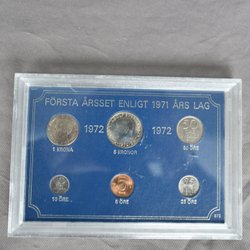 FÖRSTA ÅRSSET ENLIGT 1971 ÅRS LAG
1972 1972
1 KRONA 5 KRONOR 50 ÖRE
10 ÖRE 5 ÖRE 25 ÖRE